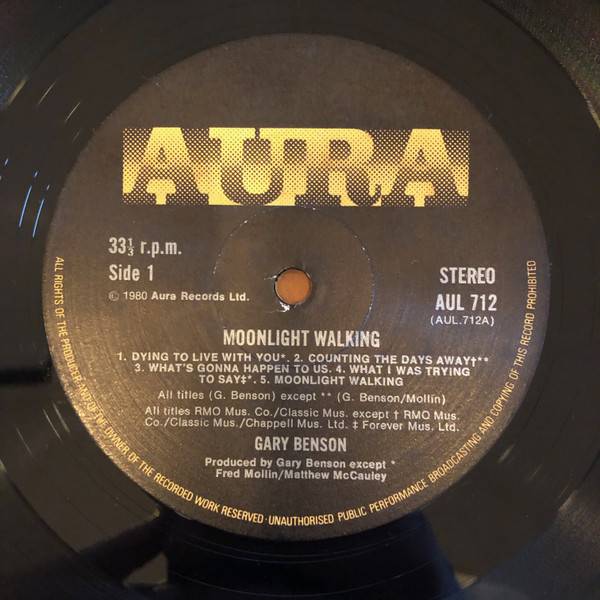 AURA
33⅓ r.p.m.
Side 1
℗ 1980 Aura Records Ltd.
STEREO
AUL 712
(AUL.712A)
MOONLIGHT WALKING
1. DYING TO LIVE WITH YOU*. 2. COUNTING THE DAYS AWAY†**
3. WHAT'S GONNA HAPPEN TO US. 4. WHAT I WAS TRYING
TO SAY‡*. 5. MOONLIGHT WALKING
All titles (G. Benson) except ** (G. Benson/Mollin)
All titles RMO Mus. Co./Classic Mus. except † RMO Mus.
Co./Classic Mus./Chappell Mus. Ltd. ‡ Forever Mus. Ltd.
GARY BENSON
Produced by Gary Benson except *
Fred Mollin/Matthew McCauley
ALL RIGHTS OF THE PRODUCER AND OF THE OWNER OF THE RECORDED WORK RESERVED · UNAUTHORISED PUBLIC PERFORMANCE BROADCASTING AND COPYING OF THIS RECORD PROHIBITED